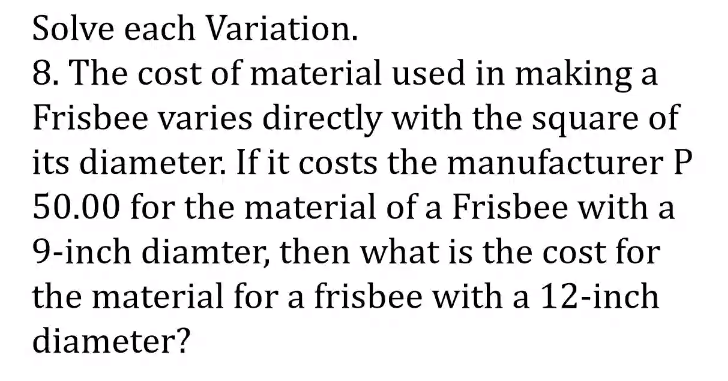 Solve each Variation.
8. The cost of material used in making a
Frisbee varies directly with the square of
its diameter. If it costs the manufacturer P
50.00 for the material of a Frisbee with a
9-inch diamter, then what is the cost for
the material for a frisbee with a 12-inch
diameter?